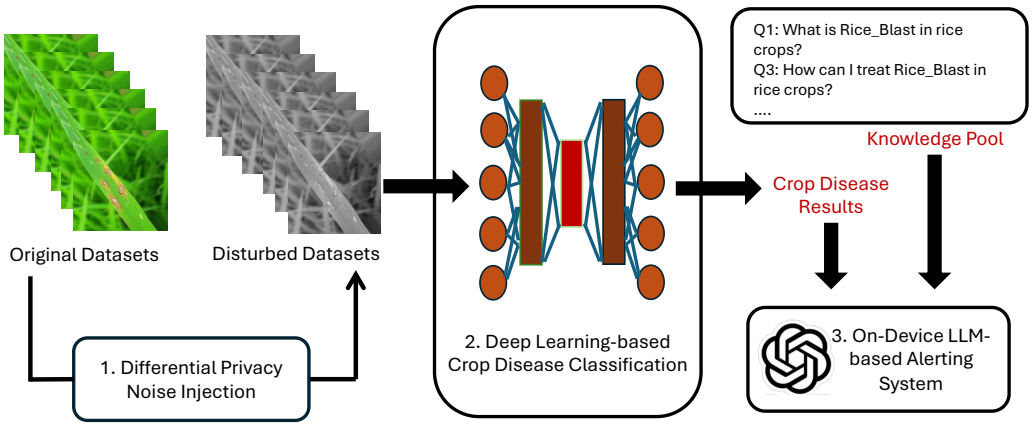 Original Datasets
Disturbed Datasets
1. Differential Privacy
Noise Injection
2. Deep Learning-based
Crop Disease Classification
Q1: What is Rice_Blast in rice
crops?
Q3: How can I treat Rice_Blast in
rice crops?
....
Knowledge Pool
Crop Disease
Results
3. On-Device LLM-
based Alerting
System